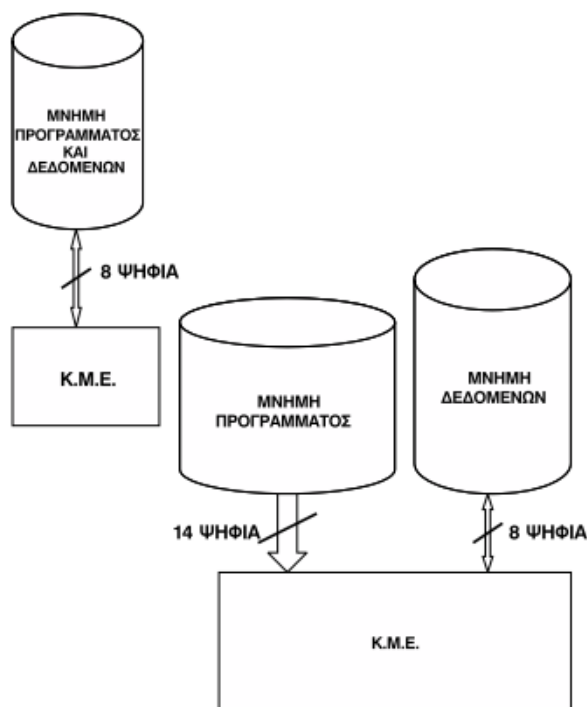 ΜΝΗΜΗ
ΠΡΟΓΡΑΜΜΑΤΟΣ
ΚΑΙ
ΔΕΔΟΜΕΝΩΝ
8 ΨΗΦΙΑ
Κ.Μ.Ε.
ΜΝΗΜΗ
ΠΡΟΓΡΑΜΜΑΤΟΣ
ΜΝΗΜΗ
ΔΕΔΟΜΕΝΩΝ
14 ΨΗΦΙΑ
8 ΨΗΦΙΑ
Κ.Μ.Ε.